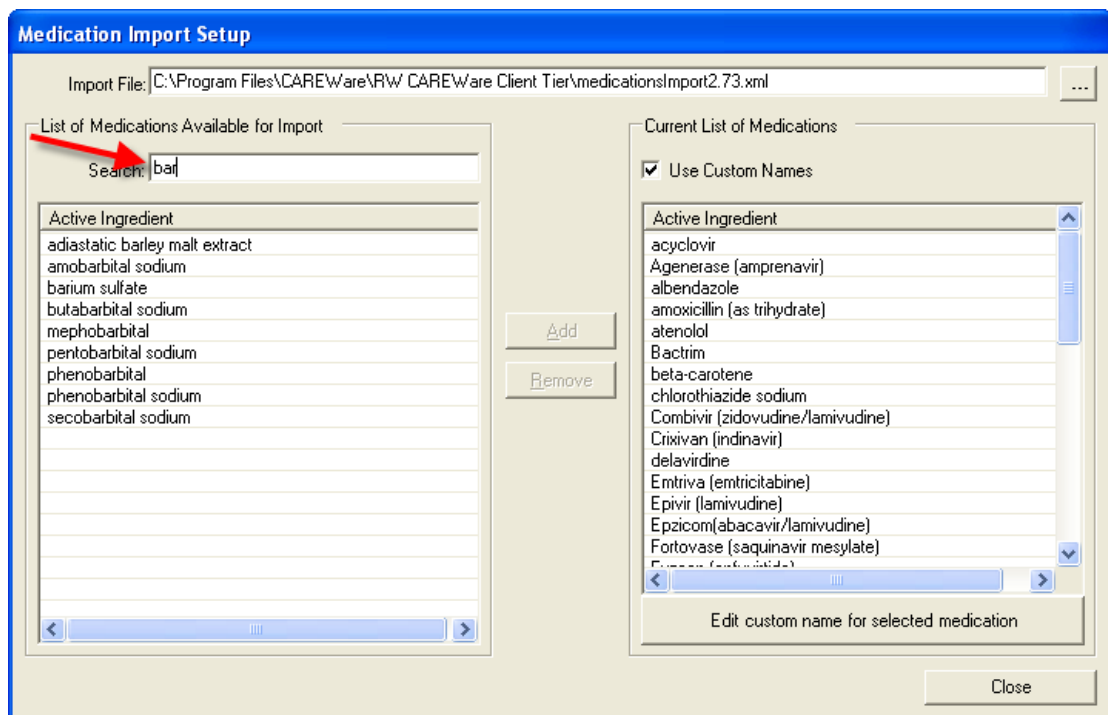 Medication Import Setup
Import File: C:\Program Files\CAREWare\RW CAREWare Client Tier\medicationsImport2.73.xml ...
List of Medications Available for Import
Search: bar
Active Ingredient
adiastatic barley malt extract
amobarbital sodium
barium sulfate
butabarbital sodium
mephobarbital
pentobarbital sodium
phenobarbital
phenobarbital sodium
secobarbital sodium
Add
Remove
Current List of Medications
Use Custom Names
Active Ingredient
acyclovir
Agenerase (amprenavir)
albendazole
amoxicillin (as trihydrate)
atenolol
Bactrim
beta-carotene
chlorothiazide sodium
Combivir (zidovudine/lamivudine)
Crixivan (indinavir)
delavirdine
Emtriva (emtricitabine)
Epivir (lamivudine)
Epzicom(abacavir/lamivudine)
Fortovase (saquinavir mesylate)
Edit custom name for selected medication
Close